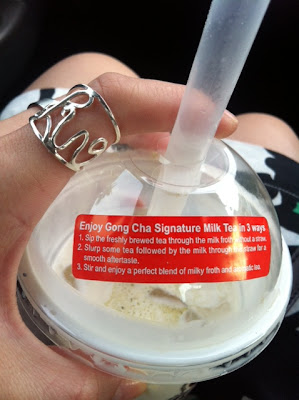 Enjoy Gong Cha Signature Milk Tea in 3 ways
1. Sip the freshly brewed tea through the milk froth without a straw.
2. Slurp some tea followed by the milk through the straw for a
smooth aftertaste.
3. Stir and enjoy a perfect blend of milky froth and aromatic tea.